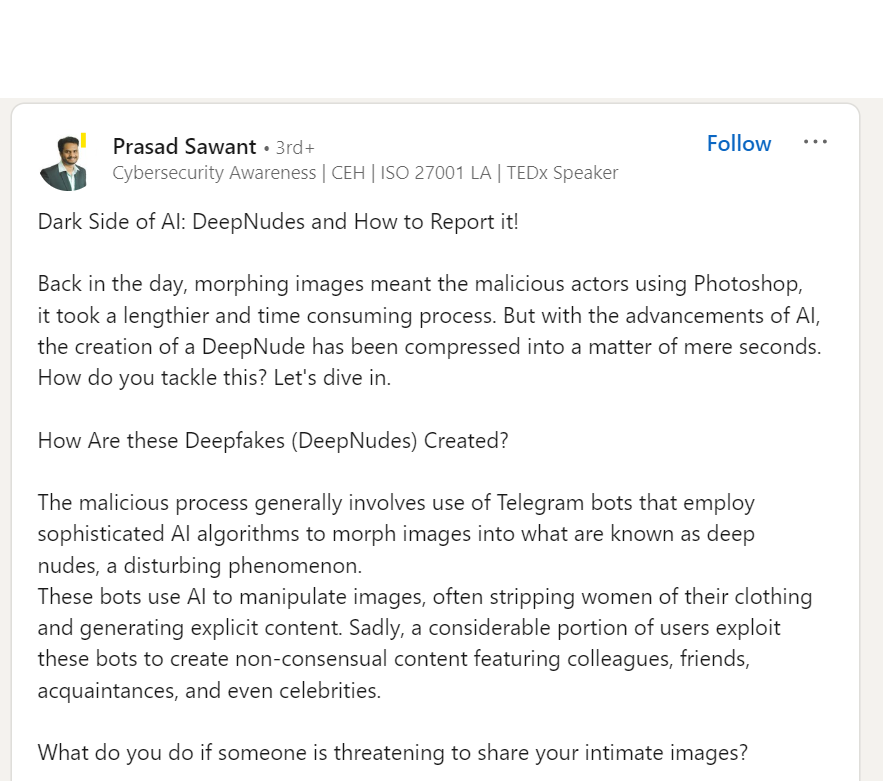 Prasad Sawant • 3rd+
Follow ...
Cybersecurity Awareness | CEH | ISO 27001 LA | TEDx Speaker
Dark Side of AI: DeepNudes and How to Report it!
Back in the day, morphing images meant the malicious actors using Photoshop,
it took a lengthier and time consuming process. But with the advancements of AI,
the creation of a DeepNude has been compressed into a matter of mere seconds.
How do you tackle this? Let's dive in.
How Are these Deepfakes (DeepNudes) Created?
The malicious process generally involves use of Telegram bots that employ
sophisticated AI algorithms to morph images into what are known as deep
nudes, a disturbing phenomenon.
These bots use AI to manipulate images, often stripping women of their clothing
and generating explicit content. Sadly, a considerable portion of users exploit
these bots to create non-consensual content featuring colleagues, friends,
acquaintances, and even celebrities.
What do you do if someone is threatening to share your intimate images?